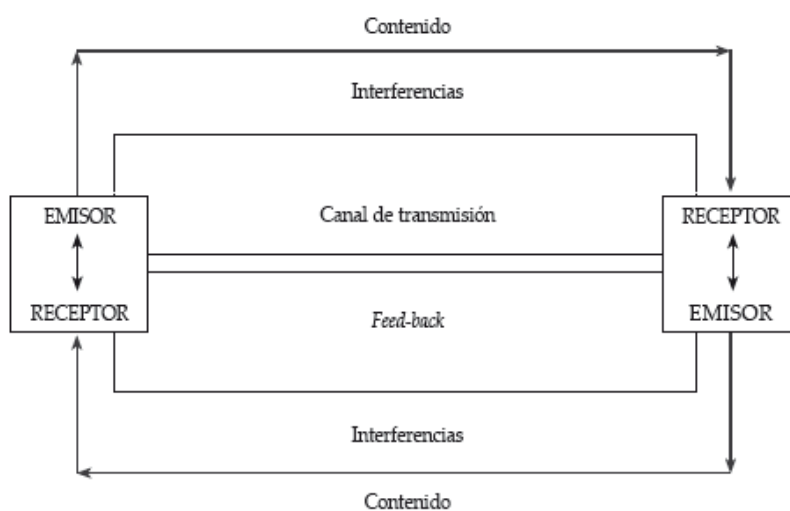 Contenido
Interferencias
EMISOR
Canal de transmisión
RECEPTOR
RECEPTOR
Feed-back
EMISOR
Interferencias
Contenido